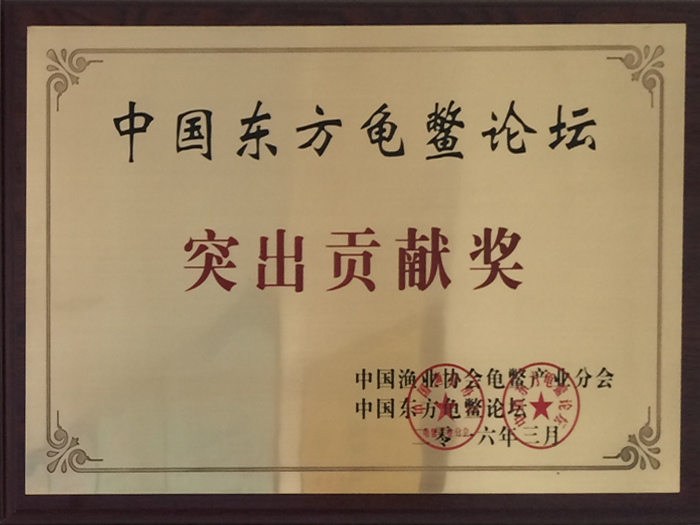 中国东方龟鳖论坛
突出贡献奖
中国渔业协会龟鳖产业分会
中国东方龟鳖论坛
二零一六年三月